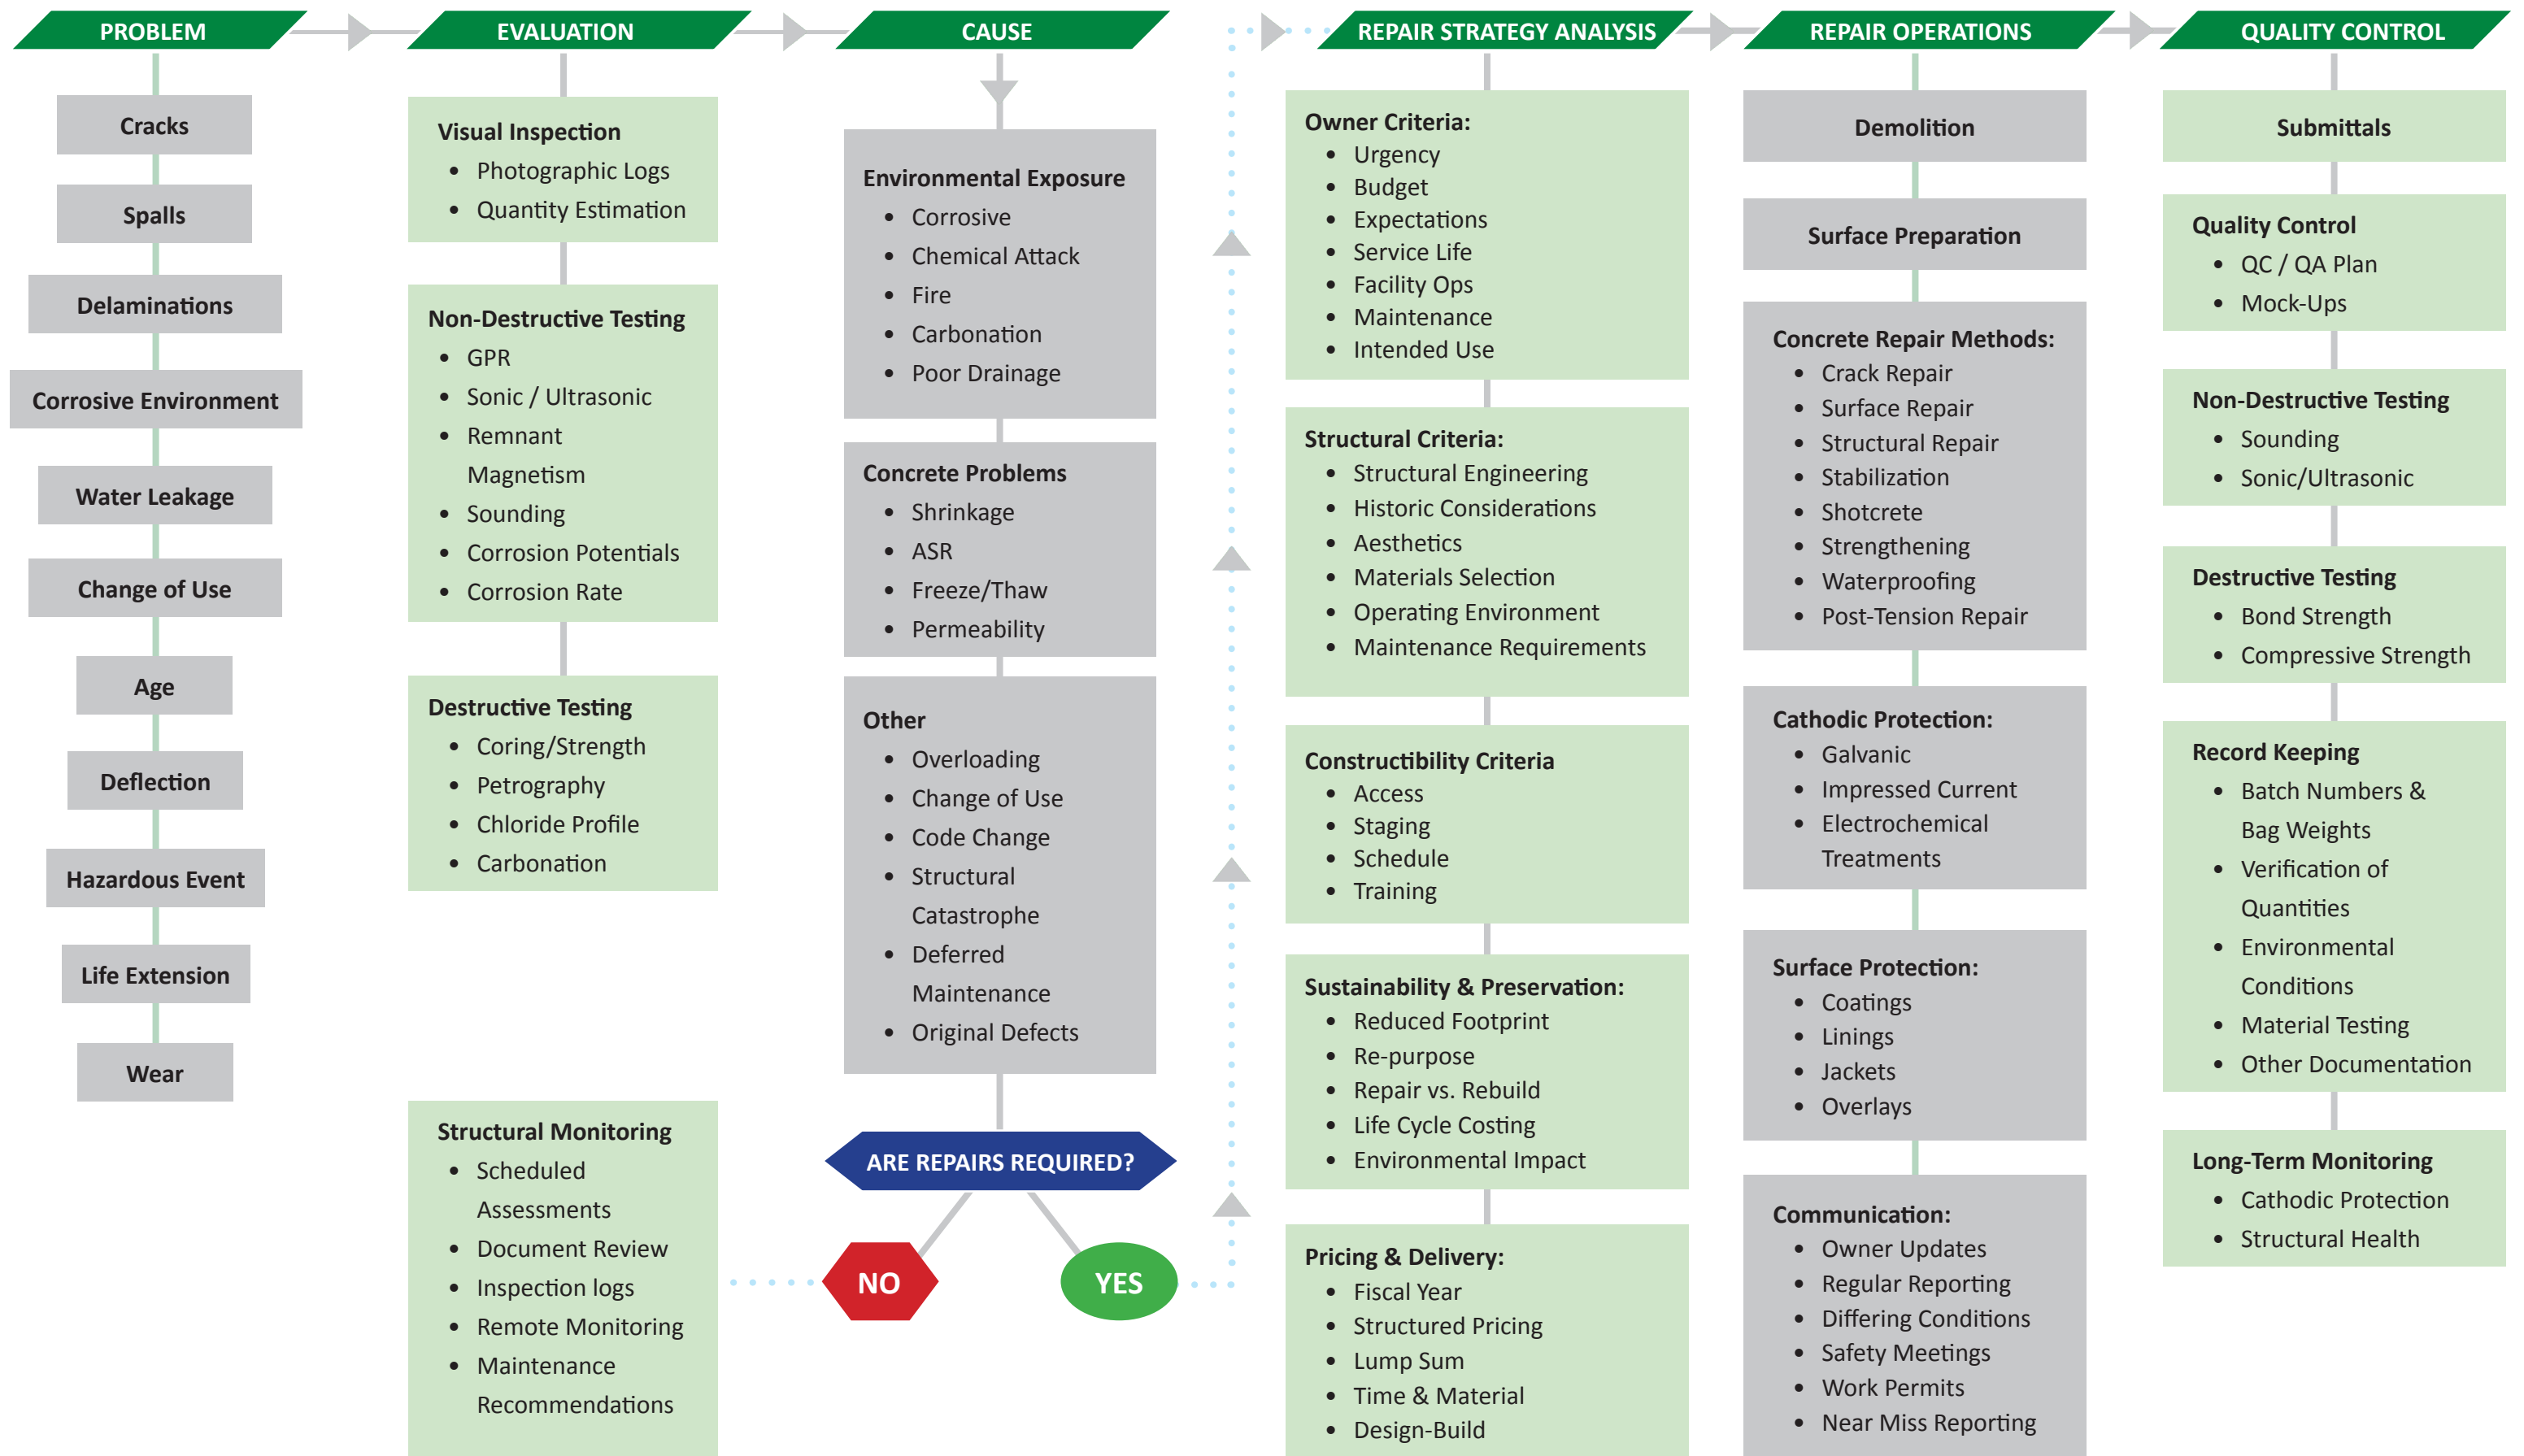 PROBLEM
Cracks
Spalls
Delaminations
Corrosive Environment
Water Leakage
Change of Use
Age
Deflection
Hazardous Event
Life Extension
Wear
EVALUATION
Visual Inspection
• Photographic Logs
• Quantity Estimation
Non-Destructive Testing
• GPR
• Sonic / Ultrasonic
• Remnant
Magnetism
• Sounding
• Corrosion Potentials
• Corrosion Rate
Destructive Testing
• Coring/Strength
• Petrography
• Chloride Profile
• Carbonation
Structural Monitoring
• Scheduled
Assessments
• Document Review
• Inspection logs
• Remote Monitoring
• Maintenance
Recommendations
CAUSE
Environmental Exposure
• Corrosive
• Chemical Attack
• Fire
• Carbonation
• Poor Drainage
Concrete Problems
• Shrinkage
• ASR
• Freeze/Thaw
• Permeability
Other
• Overloading
• Change of Use
• Code Change
• Structural
Catastrophe
• Deferred
Maintenance
• Original Defects
ARE REPAIRS REQUIRED?
NO
YES
REPAIR STRATEGY ANALYSIS
Owner Criteria:
• Urgency
• Budget
• Expectations
• Service Life
• Facility Ops
• Maintenance
• Intended Use
Structural Criteria:
• Structural Engineering
• Historic Considerations
• Aesthetics
• Materials Selection
• Operating Environment
• Maintenance Requirements
Constructibility Criteria
• Access
• Staging
• Schedule
• Training
Sustainability & Preservation:
• Reduced Footprint
• Re-purpose
• Repair vs. Rebuild
• Life Cycle Costing
• Environmental Impact
Pricing & Delivery:
• Fiscal Year
• Structured Pricing
• Lump Sum
• Time & Material
• Design-Build
REPAIR OPERATIONS
Demolition
Surface Preparation
Concrete Repair Methods:
• Crack Repair
• Surface Repair
• Structural Repair
• Stabilization
• Shotcrete
• Strengthening
• Waterproofing
• Post-Tension Repair
Cathodic Protection:
• Galvanic
• Impressed Current
• Electrochemical
Treatments
Surface Protection:
• Coatings
• Linings
• Jackets
• Overlays
Communication:
• Owner Updates
• Regular Reporting
• Differing Conditions
• Safety Meetings
• Work Permits
• Near Miss Reporting
QUALITY CONTROL
Submittals
Quality Control
• QC / QA Plan
• Mock-Ups
Non-Destructive Testing
• Sounding
• Sonic/Ultrasonic
Destructive Testing
• Bond Strength
• Compressive Strength
Record Keeping
• Batch Numbers &
Bag Weights
• Verification of
Quantities
• Environmental
Conditions
• Material Testing
• Other Documentation
Long-Term Monitoring
• Cathodic Protection
• Structural Health